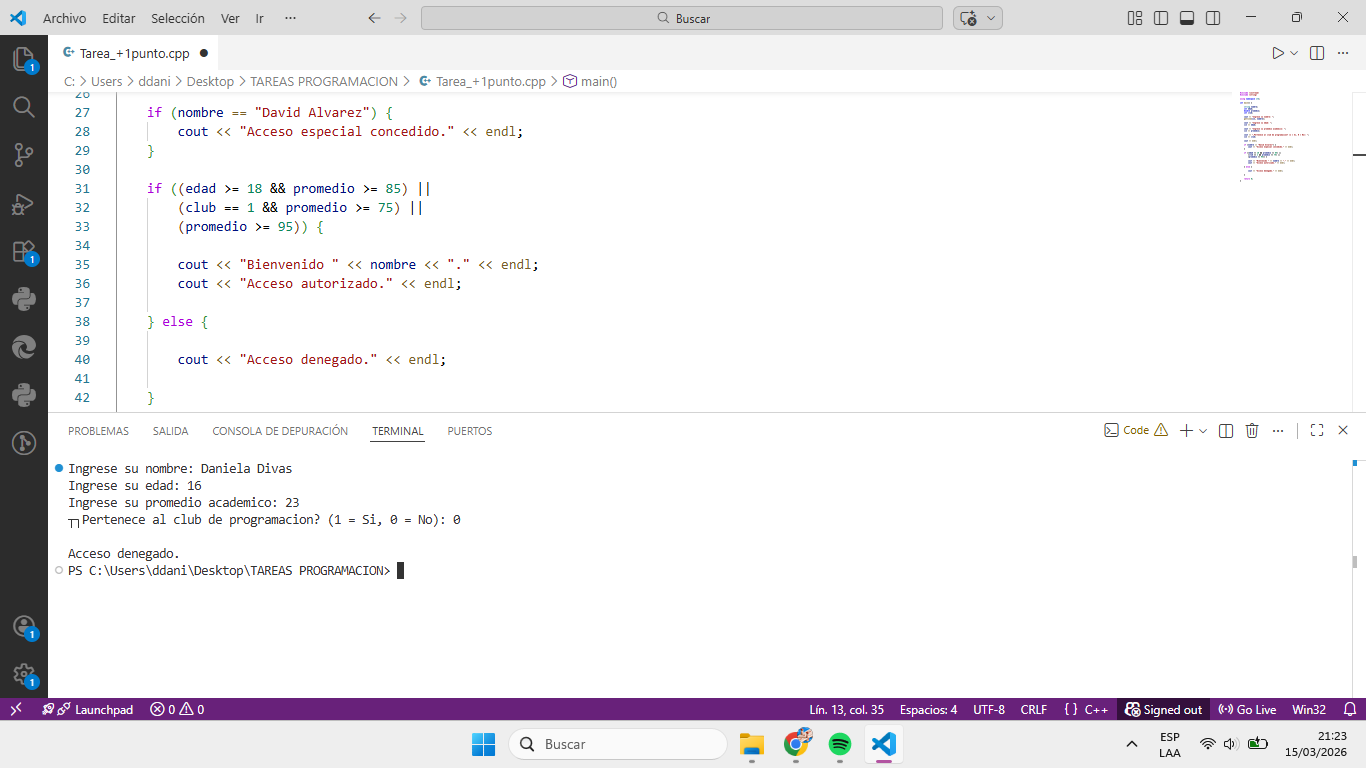 Archivo Editar Selección Ver Ir ··· Buscar
Tarea_+1punto.cpp
C: > Users > ddani > Desktop > TAREAS PROGRAMACION > Tarea_+1punto.cpp > main()
26
27 if (nombre == "David Alvarez") {
28 cout << "Acceso especial concedido." << endl;
29 }
30
31 if ((edad >= 18 && promedio >= 85) ||
32 (club == 1 && promedio >= 75) ||
33 (promedio >= 95)) {
34
35 cout << "Bienvenido " << nombre << "." << endl;
36 cout << "Acceso autorizado." << endl;
37
38 } else {
39
40 cout << "Acceso denegado." << endl;
41
42 }
PROBLEMAS SALIDA CONSOLA DE DEPURACIÓN TERMINAL PUERTOS Code
Ingrese su nombre: Daniela Divas
Ingrese su edad: 16
Ingrese su promedio academico: 23
┬┐Pertenece al club de programacion? (1 = Si, 0 = No): 0
Acceso denegado.
PS C:\Users\ddani\Desktop\TAREAS PROGRAMACION>
1
1
1
1
Launchpad 0 0 Lín. 13, col. 35 Espacios: 4 UTF-8 CRLF { } C++ Signed out Go Live Win32
Buscar
ESP
LAA
21:23
15/03/2026